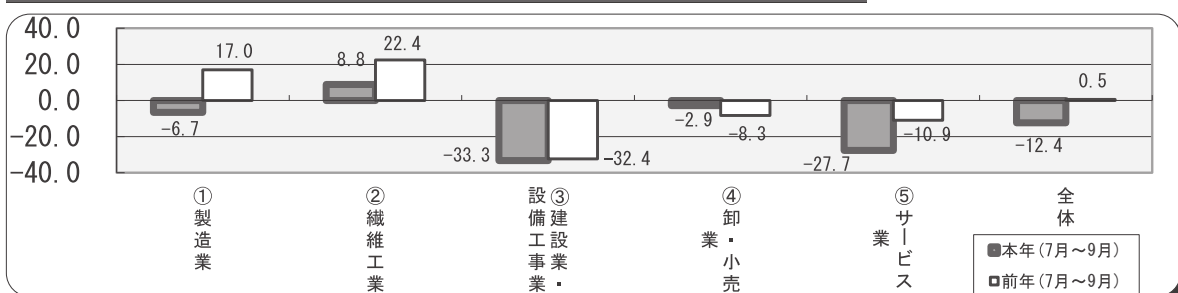 40.0
20.0
0.0
-20.0
-40.0
-6.7
17.0
8.8
22.4
-33.3
-32.4
-2.9
-8.3
-27.7
-10.9
-12.4
0.5
①製造業
②繊維工業
③建設業・
設備工事業
④卸・小売
業
⑤サービス
業
全体
本年(7月～9月)
前年(7月～9月)